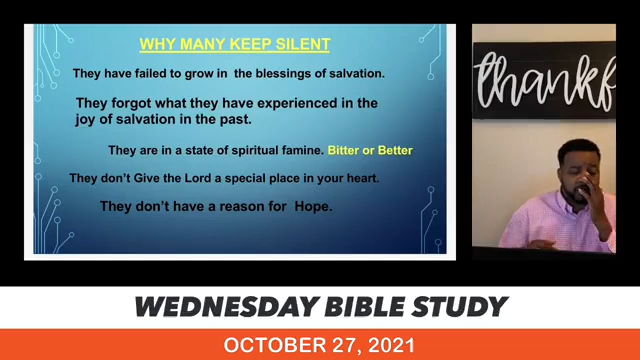 WHY MANY KEEP SILENT
They have failed to grow in the blessings of salvation.
They forgot what they have experienced in the
joy of salvation in the past.
They are in a state of spiritual famine. Bitter or Better
They don't Give the Lord a special place in your heart.
They don't have a reason for Hope.
thankf
WEDNESDAY BIBLE STUDY
OCTOBER 27, 2021